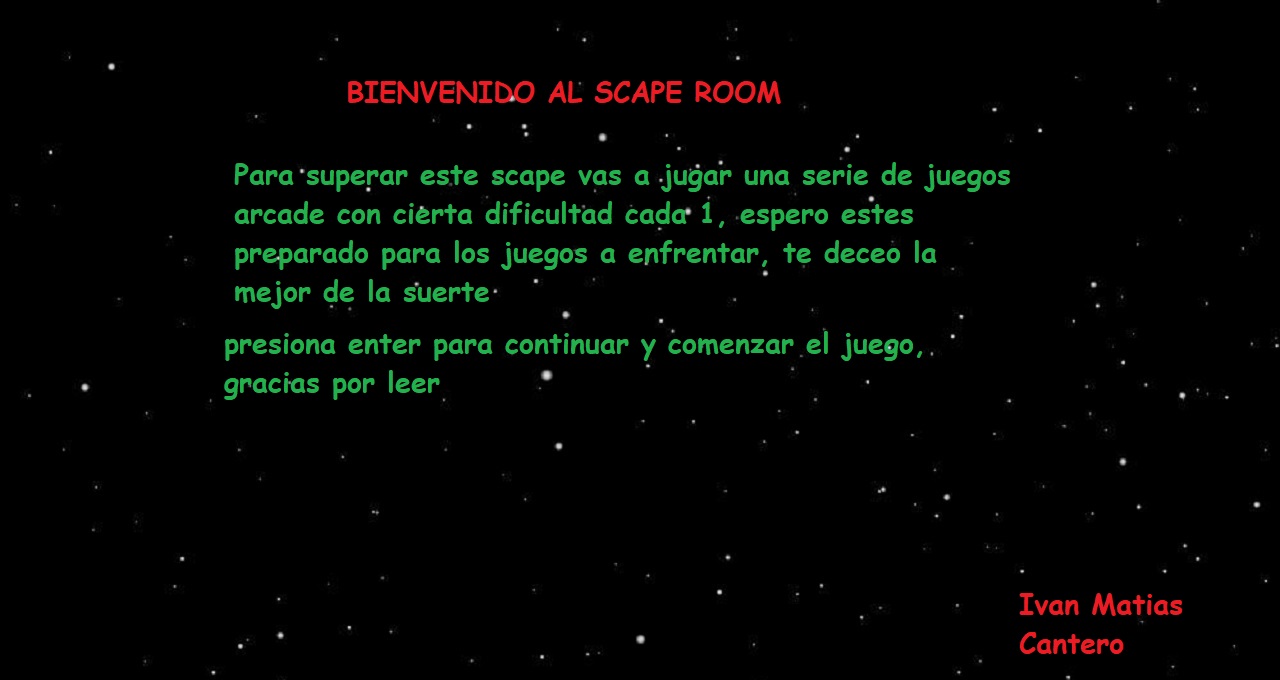 BIENVENIDO AL SCAPE ROOM
Para superar este scape vas a jugar una serie de juegos
arcade con cierta dificultad cada 1, espero estes
preparado para los juegos a enfrentar, te deceo la
mejor de la suerte
presiona enter para continuar y comenzar el juego,
gracias por leer
Ivan Matias
Cantero